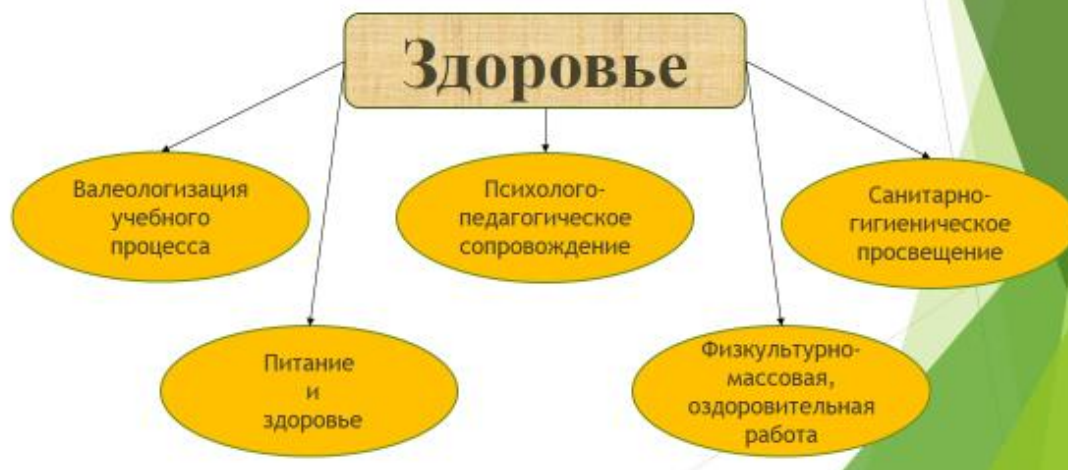 Здоровье
Валеологизация
учебного
процесса
Психолого-
педагогическое
сопровождение
Санитарно-
гигиеническое
просвещение
Питание
и
здоровье
Физкультурно-
массовая,
оздоровительная
работа